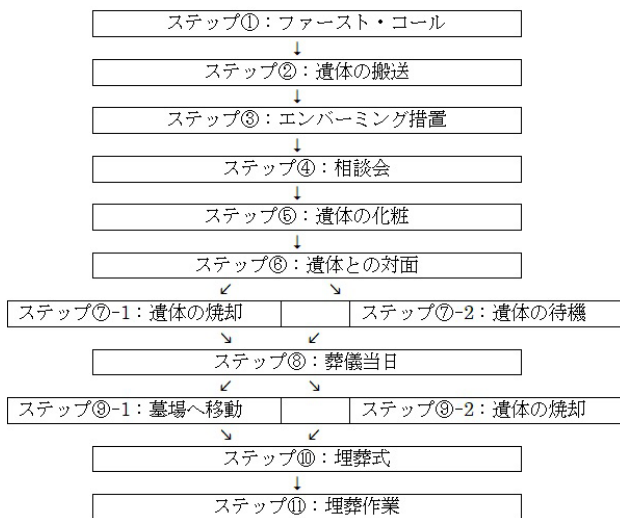 ステップ①：ファースト・コール
↓
ステップ②：遺体の搬送
↓
ステップ③：エンバーミング措置
↓
ステップ④：相談会
↓
ステップ⑤：遺体の化粧
↓
ステップ⑥：遺体との対面
↙ ↘
ステップ⑦-1：遺体の焼却 ステップ⑦-2：遺体の待機
↘ ↙
ステップ⑧：葬儀当日
↙ ↘
ステップ⑨-1：墓場へ移動 ステップ⑨-2：遺体の焼却
↘ ↙
ステップ⑩：埋葬式
↓
ステップ⑪：埋葬作業